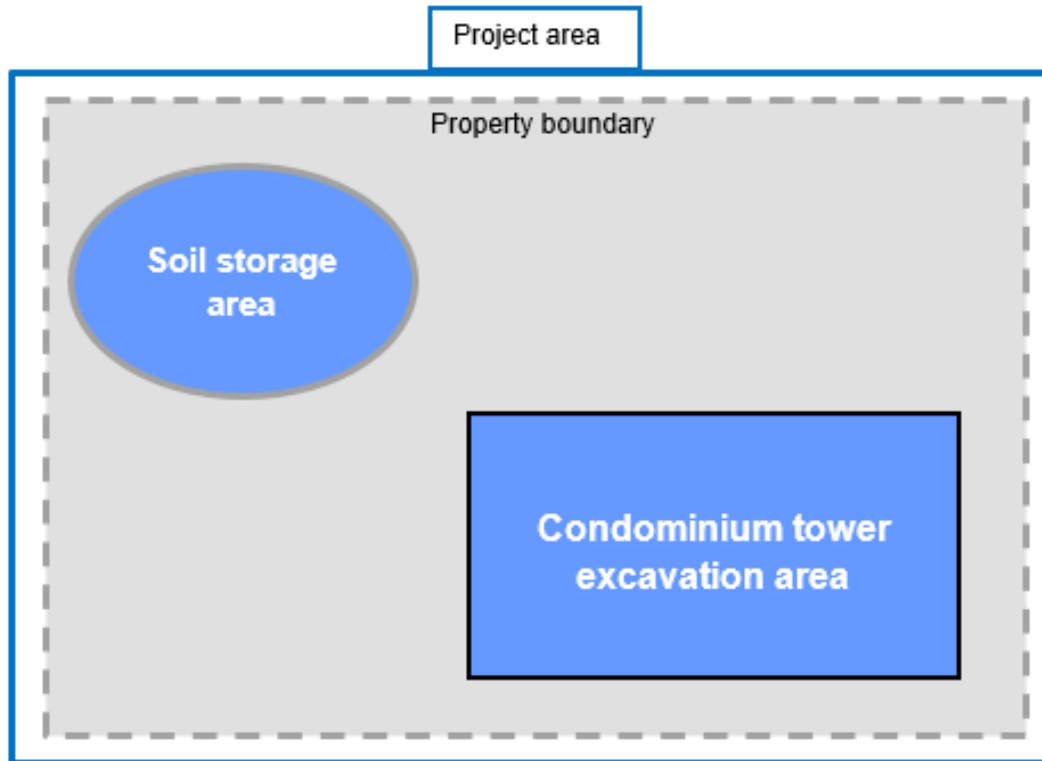 Project area
Property boundary
Soil storage
area
Condominium tower
excavation area